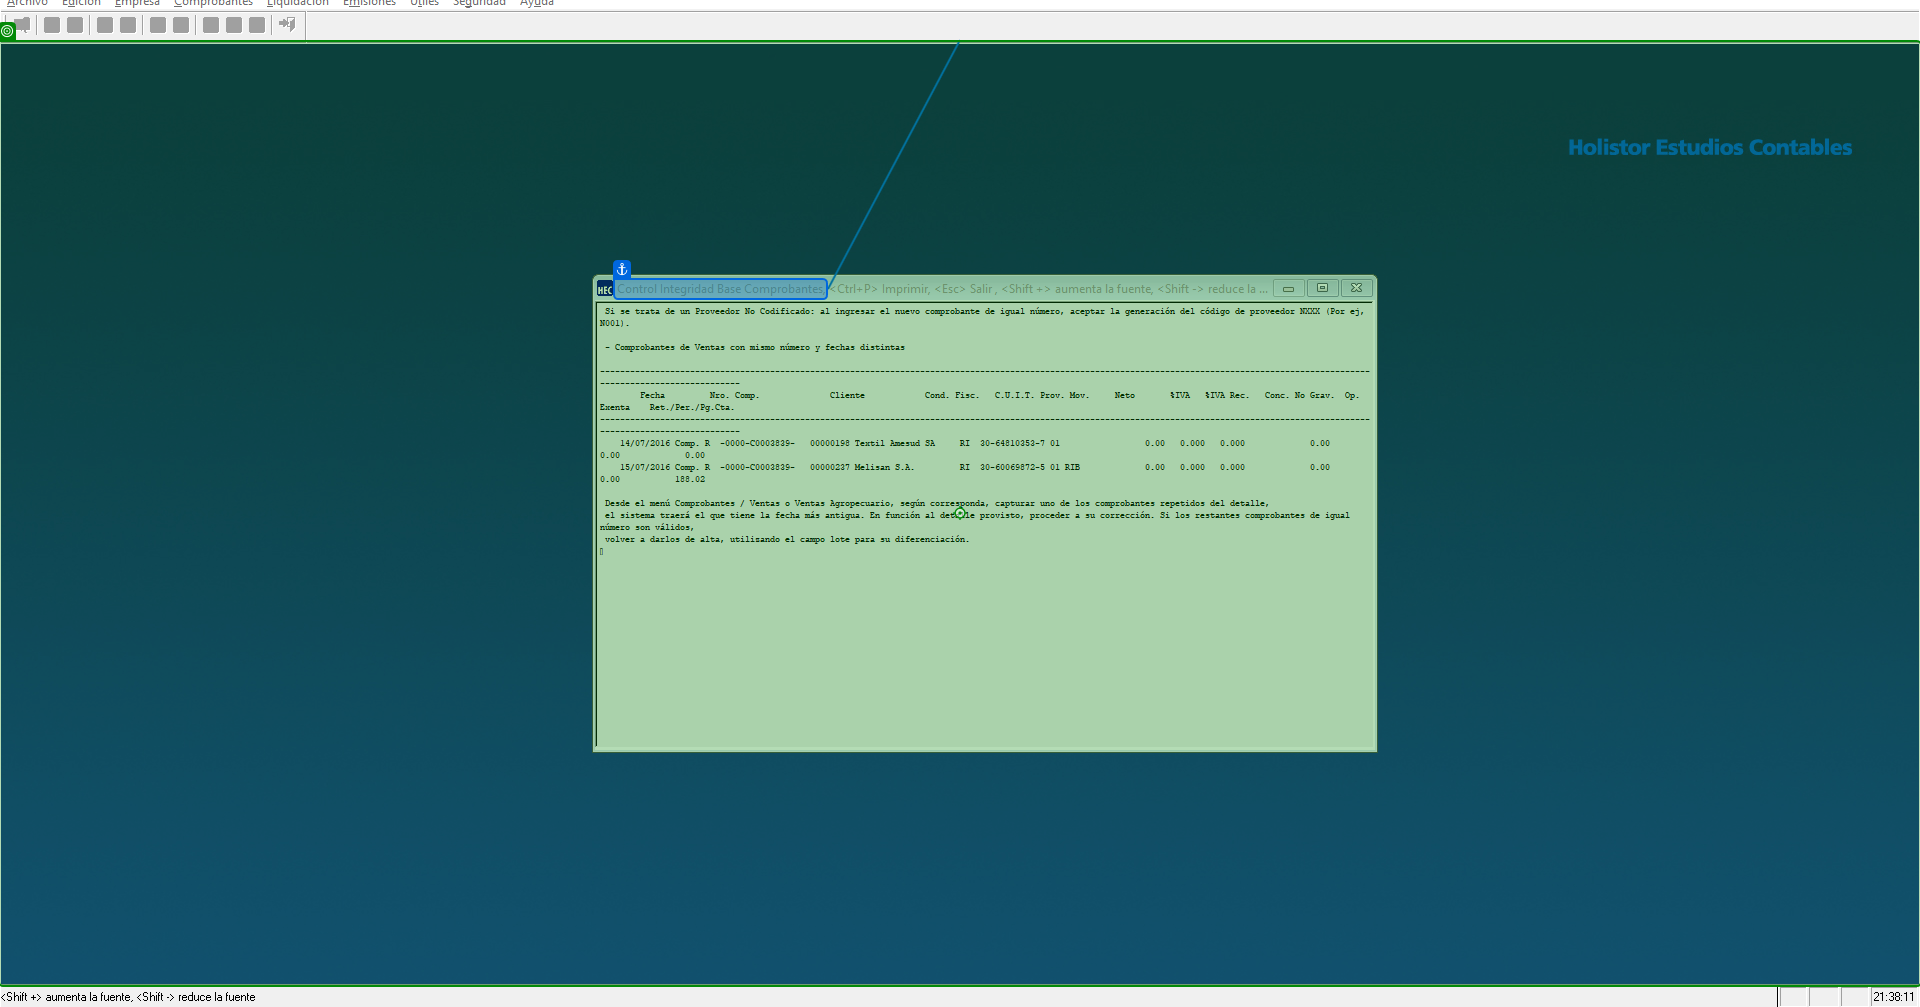 Archivo Edición Empresa Comprobantes Liquidación Emisiones Utiles Seguridad Ayuda
Holistor Estudios Contables
HEC Control Integridad Base Comprobantes, <Ctrl+P> Imprimir, <Esc> Salir , <Shift +> aumenta la fuente, <Shift -> reduce la ...
Si se trata de un Proveedor No Codificado: al ingresar el nuevo comprobante de igual número, aceptar la generación del código de proveedor NXXX (Por ej,
N001).
- Comprobantes de Ventas con mismo número y fechas distintas
Fecha Nro. Comp. Cliente Cond. Fisc. C.U.I.T. Prov. Mov. Neto %IVA %IVA Rec. Conc. No Grav. Op.
Exenta Ret./Per./Pg.Cta.
14/07/2016 Comp. R -0000-C0003839- 00000198 Textil Amesud SA RI 30-64810353-7 01 0.00 0.000 0.000 0.00
0.00 0.00
15/07/2016 Comp. R -0000-C0003839- 00000237 Melisan S.A. RI 30-60069872-5 01 RIB 0.00 0.000 0.000 0.00
0.00 188.02
Desde el menú Comprobantes / Ventas o Ventas Agropecuario, según corresponda, capturar uno de los comprobantes repetidos del detalle,
el sistema traerá el que tiene la fecha más antigua. En función al detalle provisto, proceder a su corrección. Si los restantes comprobantes de igual
número son válidos,
volver a darlos de alta, utilizando el campo lote para su diferenciación.
<Shift +> aumenta la fuente, <Shift -> reduce la fuente
21:38:11